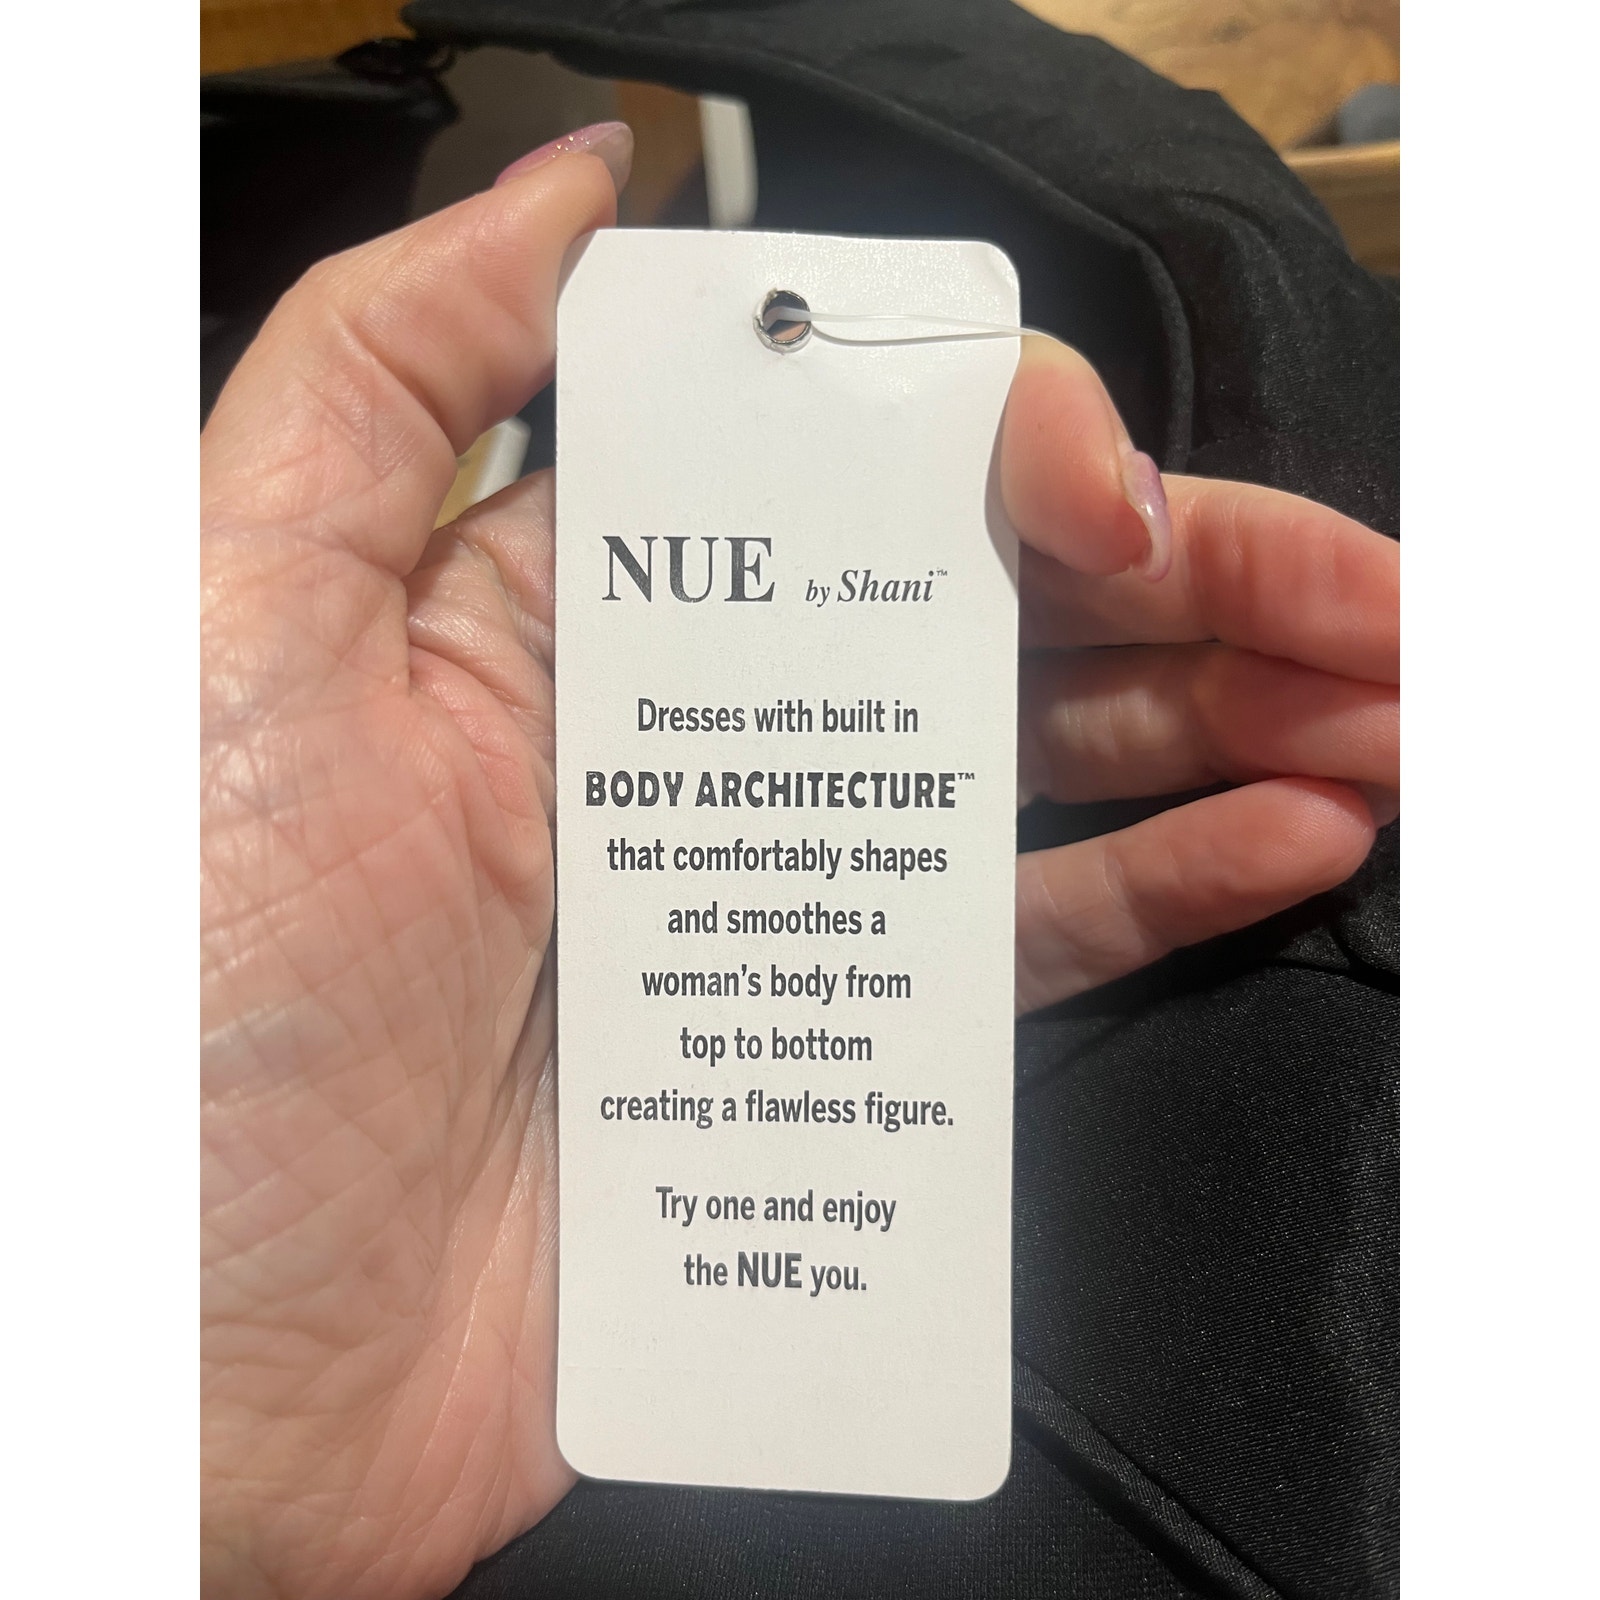 NUE by Shani™
Dresses with built in
BODY ARCHITECTURE™
that comfortably shapes
and smoothes a
woman's body from
top to bottom
creating a flawless figure.
Try one and enjoy
the NUE you.